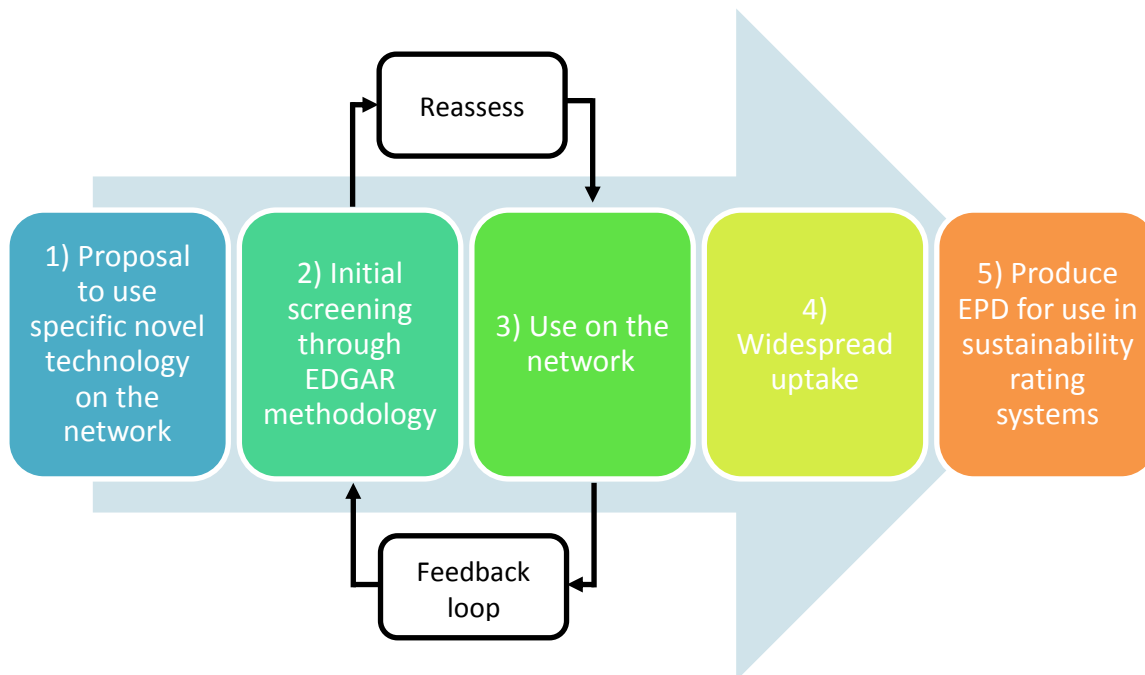 Reassess
1) Proposal
to use
specific novel
technology
on the
network
2) Initial
screening
through
EDGAR
methodology
3) Use on the
network
4)
Widespread
uptake
5) Produce
EPD for use in
sustainability
rating
systems
Feedback
loop